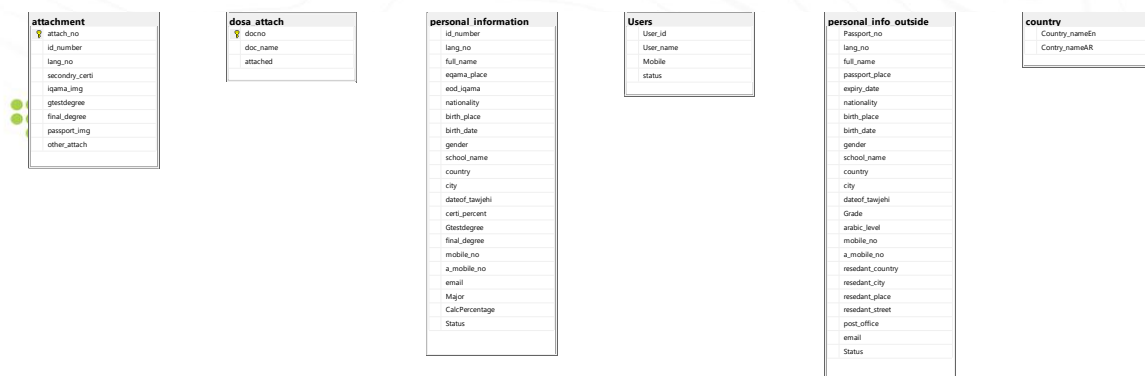 attachment
attach_no
id_number
lang_no
secondry_certi
iqama_img
gtestdegree
final_degree
passport_img
other_attach
dosa_attach
docno
doc_name
attached
personal_information
id_number
lang_no
full_name
eqama_place
eod_iqama
nationality
birth_place
birth_date
gender
school_name
country
city
dateof_tawjehi
certi_percent
Gtestdegree
final_degree
mobile_no
a_mobile_no
email
Major
CalcPercentage
Status
Users
User_id
User_name
Mobile
status
personal_info_outside
Passport_no
lang_no
full_name
passport_place
expiry_date
nationality
birth_place
birth_date
gender
school_name
country
city
dateof_tawjehi
Grade
arabic_level
mobile_no
a_mobile_no
resedant_country
resedant_city
resedant_place
resedant_street
post_office
email
Status
country
Country_nameEn
Contry_nameAR